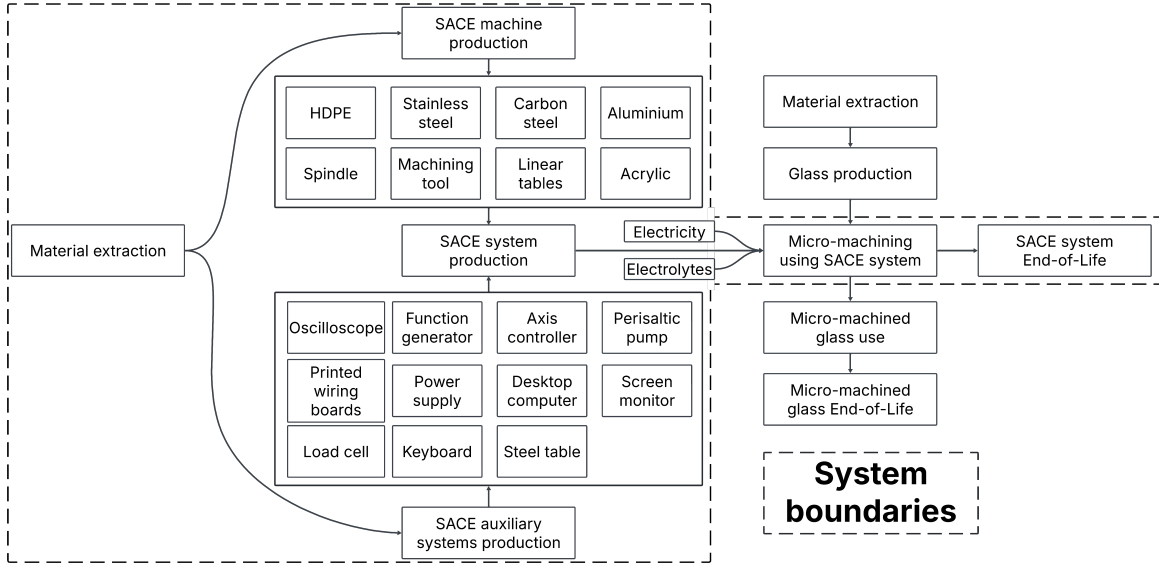 SACE machine
production
HDPE
Stainless
steel
Carbon
steel
Aluminium
Spindle
Machining
tool
Linear
tables
Acrylic
Material extraction
SACE system
production
Electricity
Electrolytes
Oscilloscope
Function
generator
Axis
controller
Perisaltic
pump
Printed
wiring
boards
Power
supply
Desktop
computer
Screen
monitor
Load cell
Keyboard
Steel table
SACE auxiliary
systems production
Material extraction
Glass production
Micro-machining
using SACE system
SACE system
End-of-Life
Micro-machined
glass use
Micro-machined
glass End-of-Life
System
boundaries